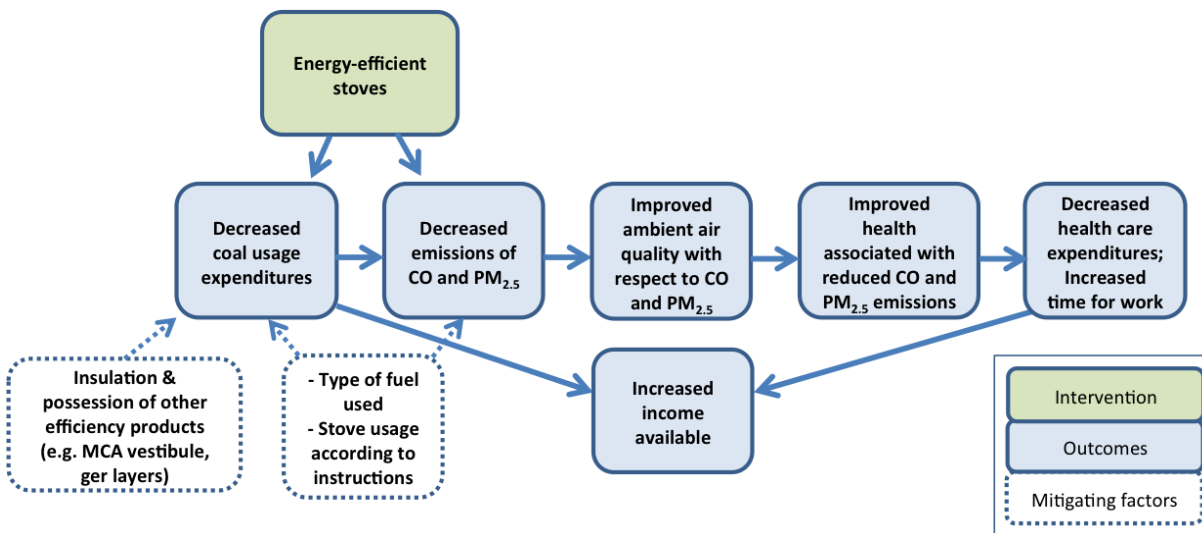 Energy-efficient
stoves
Decreased
coal usage
expenditures
Decreased
emissions of
CO and PM2.5
Improved
ambient air
quality with
respect to CO
and PM2.5
Improved
health
associated with
reduced CO and
PM2.5 emissions
Decreased
health care
expenditures;
Increased
time for work
Insulation &
possession of other
efficiency products
(e.g. MCA vestibule,
ger layers)
- Type of fuel
used
- Stove usage
according to
instructions
Increased
income
available
Intervention
Outcomes
Mitigating factors